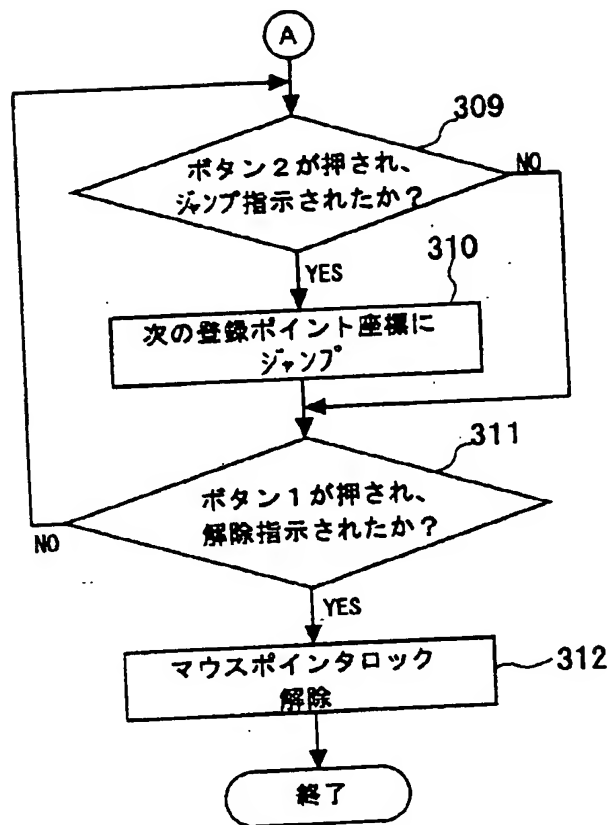 A
309
ボタン2が押され、
ジャンプ指示されたか?
NO
YES
310
次の登録ポイント座標に
ジャンプ
311
ボタン1が押され、
解除指示されたか?
NO
YES
マウスポインタロック
解除
312
終了